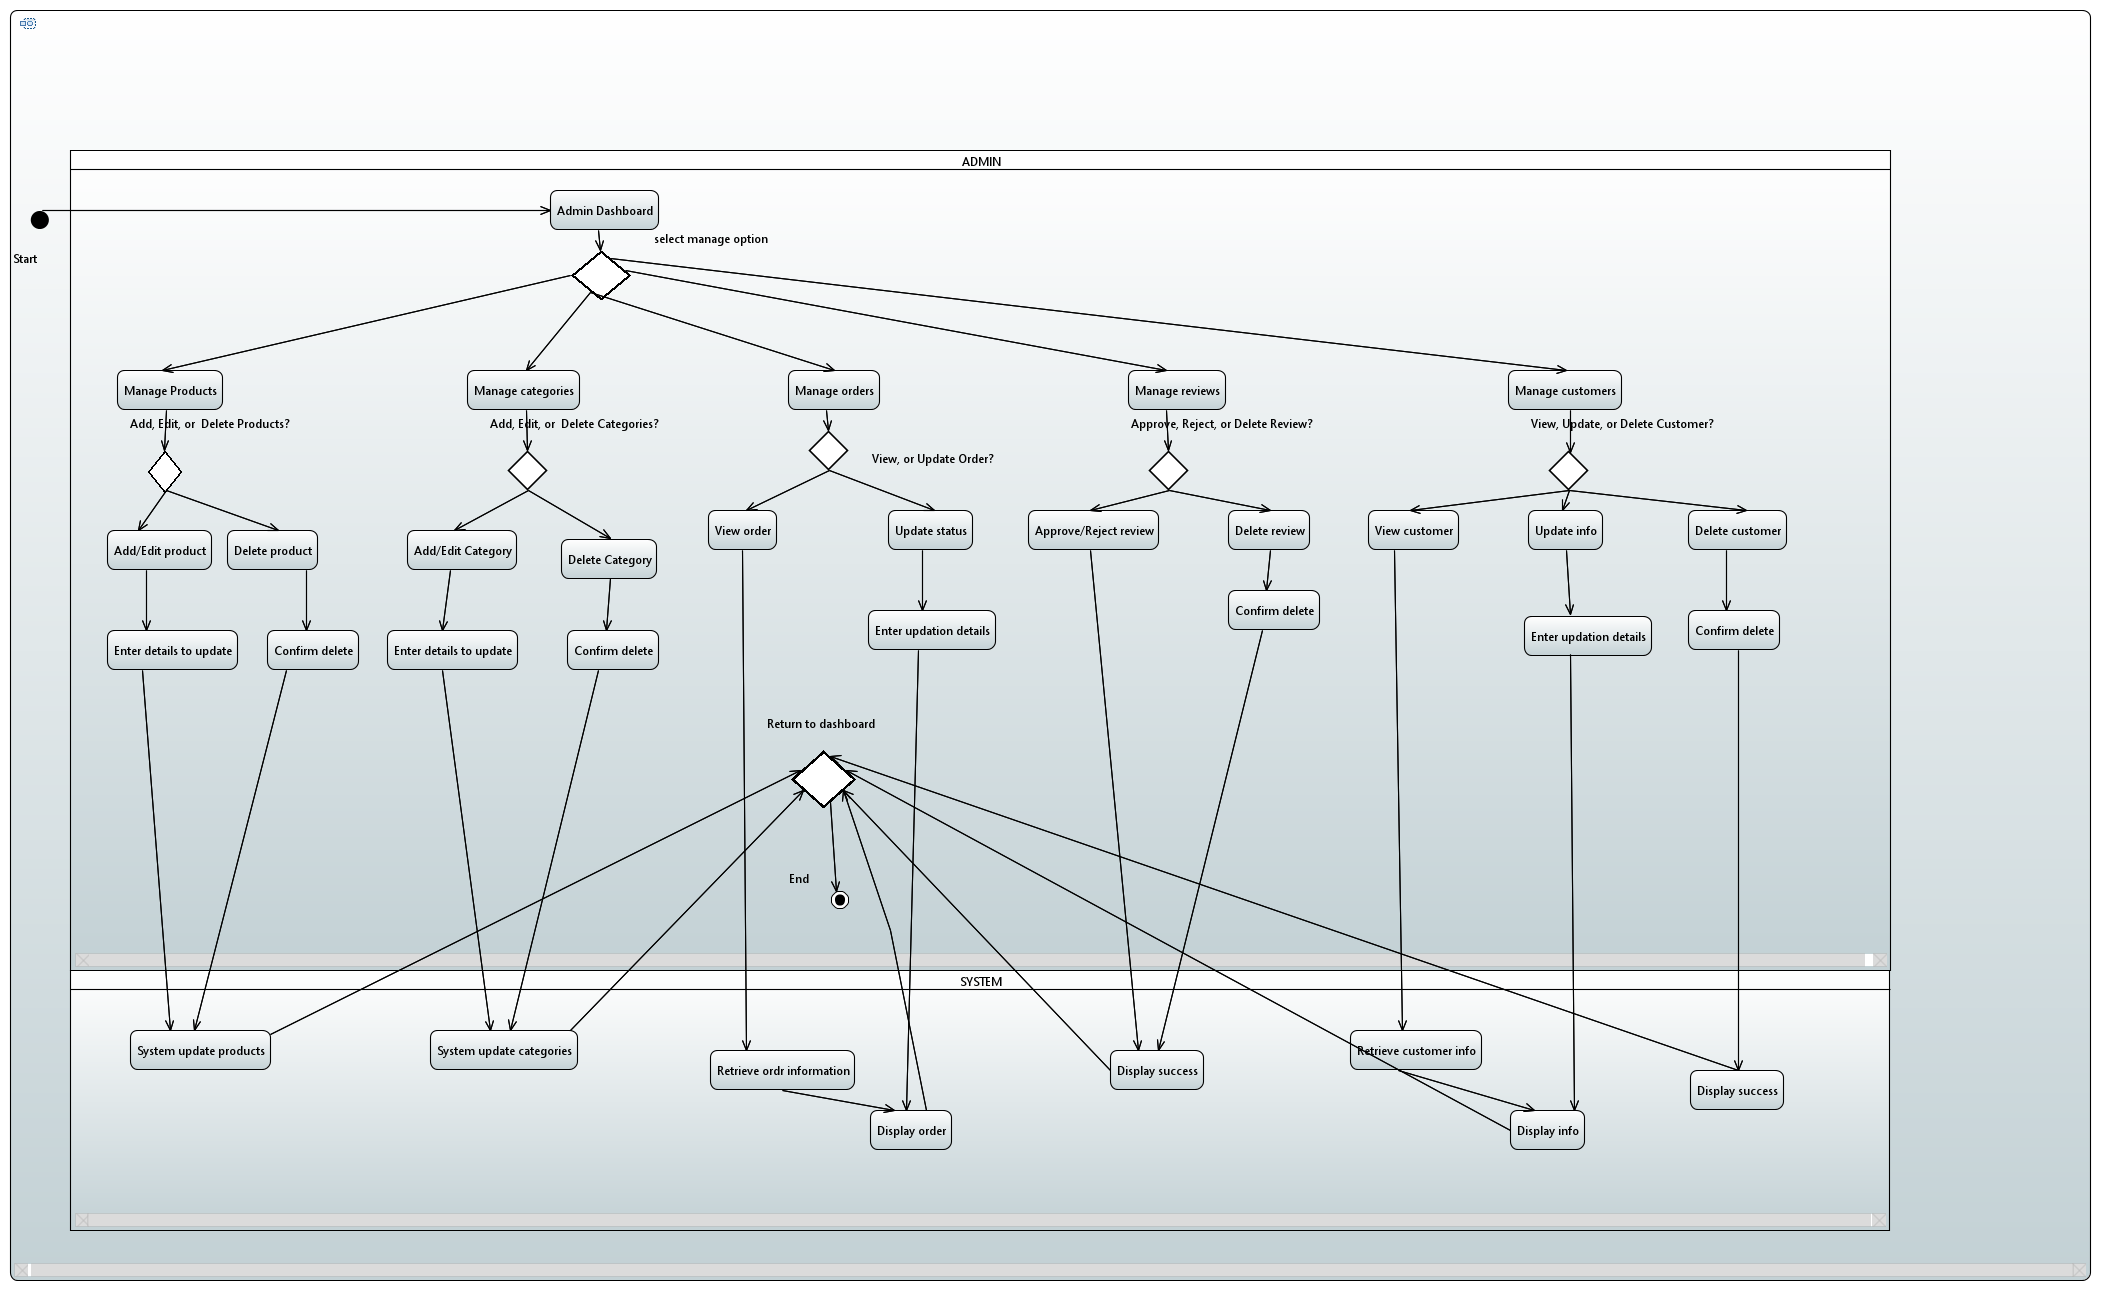 ADMIN
Admin Dashboard
select manage option
Start
Manage Products
Manage categories
Manage orders
Manage reviews
Manage customers
Add, Edit, or  Delete Products?
Add, Edit, or  Delete Categories?
Approve, Reject, or Delete Review?
View, Update, or Delete Customer?
View, or Update Order?
View order
Update status
Approve/Reject review
Delete review
View customer
Update info
Delete customer
Add/Edit product
Delete product
Add/Edit Category
Delete Category
Enter updation details
Confirm delete
Enter updation details
Confirm delete
Enter details to update
Confirm delete
Enter details to update
Confirm delete
Return to dashboard
End
SYSTEM
System update products
System update categories
Retrieve ordr information
Display success
Retrieve customer info
Display success
Display order
Display info